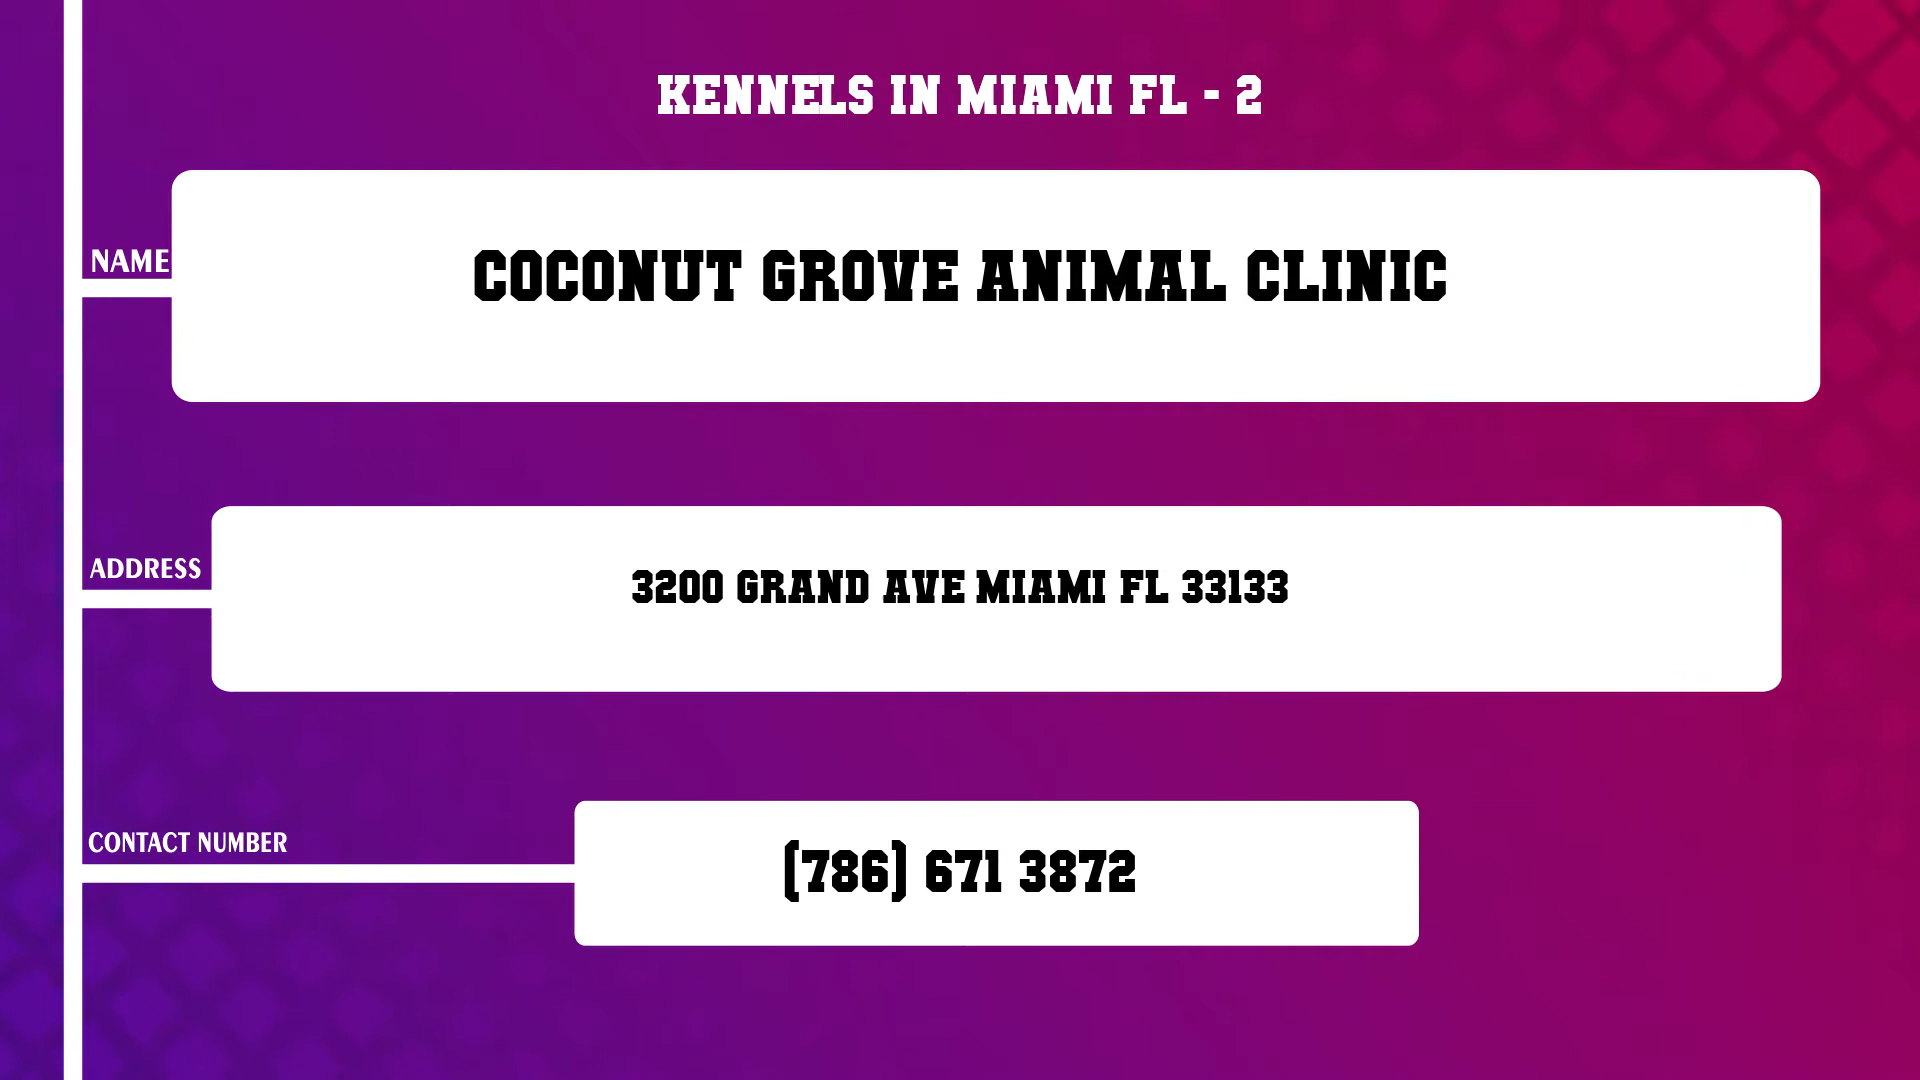 KENNELS IN MIAMI FL - 2
NAME
COCONUT GROVE ANIMAL CLINIC
ADDRESS
3200 GRAND AVE MIAMI FL 33133
CONTACT NUMBER
(786) 671 3872